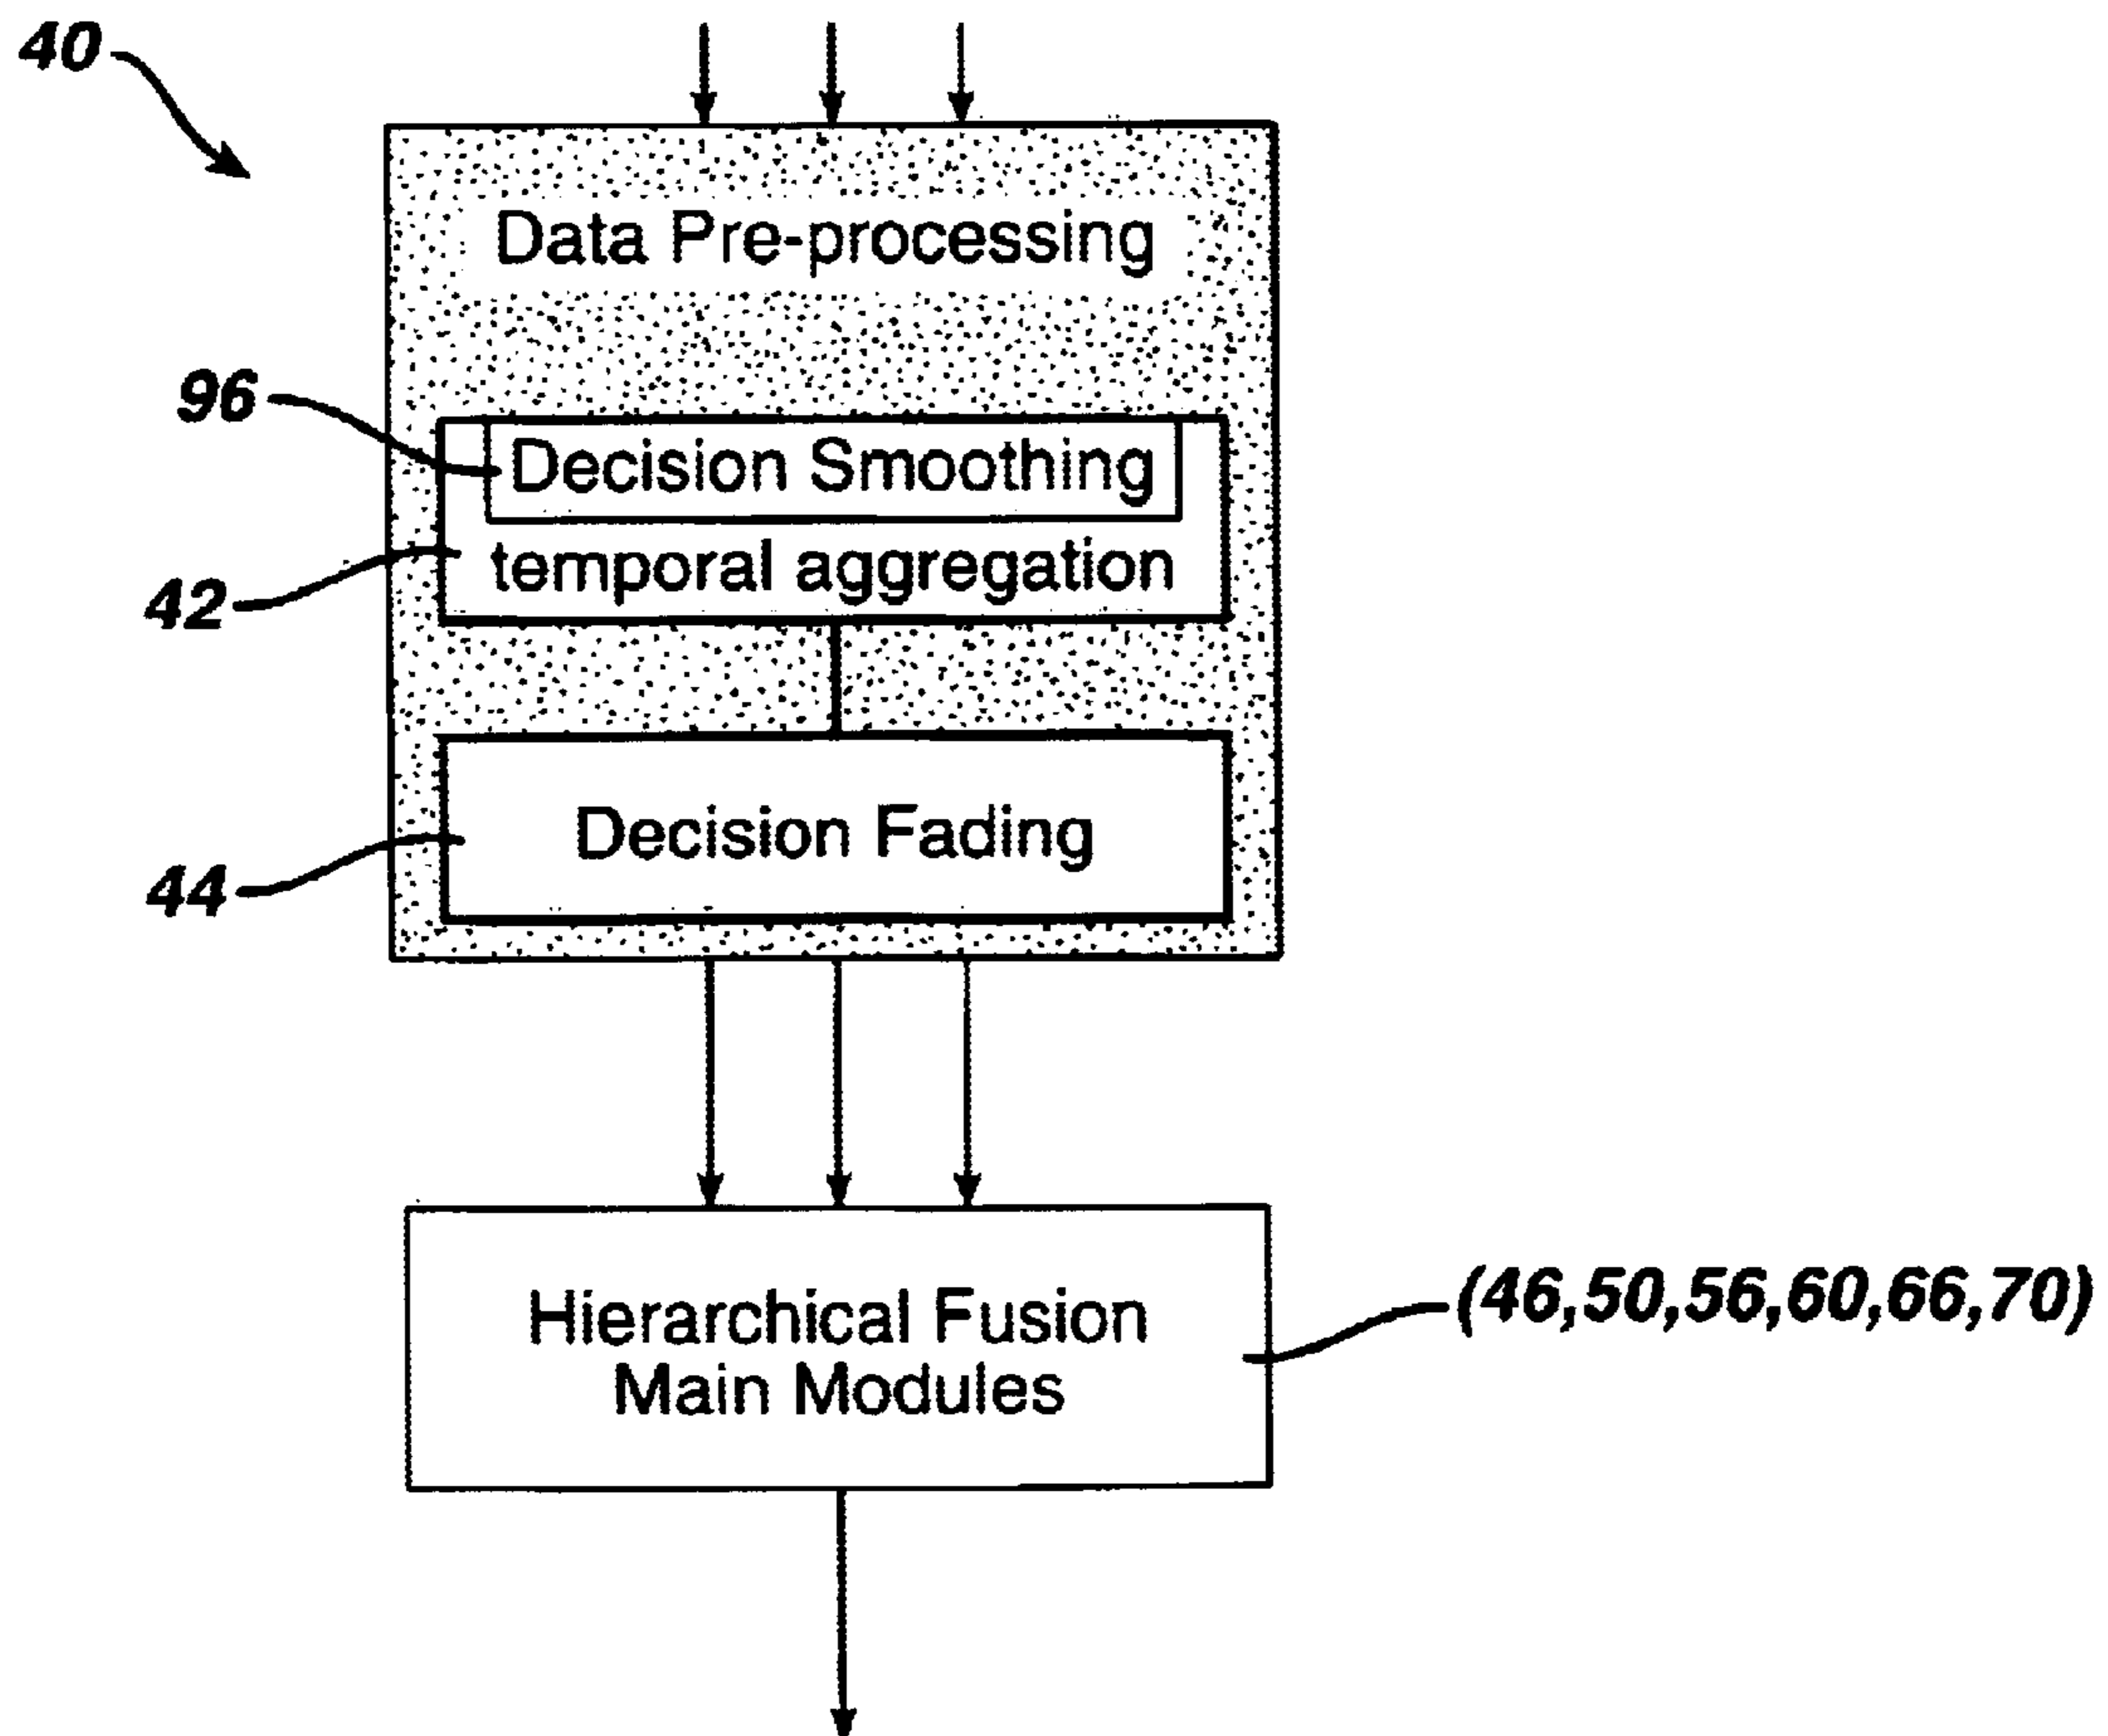 40
Data Pre-processing
96
Decision Smoothing
42
temporal aggregation
Decision Fading
44
Hierarchical Fusion
Main Modules
(46,50,56,60,66,70)